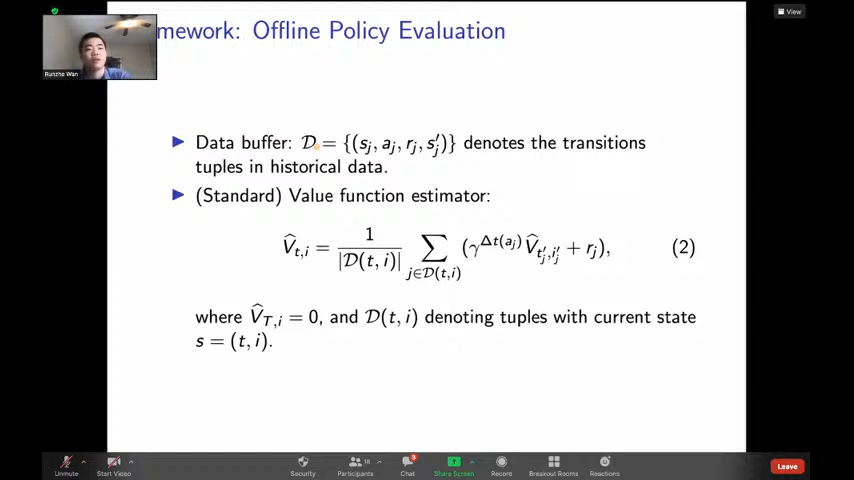 View
mework: Offline Policy Evaluation
Runzhe Wan
▶ Data buffer: 𝒟 = {(s_j, a_j, r_j, s'_j)} denotes the transitions
tuples in historical data.
▶ (Standard) Value function estimator:
V̂_{t,i} = 1/|𝒟(t, i)| ∑_{j∈𝒟(t,i)} (γ^{Δt(a_j)} V̂_{t'_j,i'_j} + r_j), (2)
where V̂_{T,i} = 0, and 𝒟(t, i) denoting tuples with current state
s = (t, i).
Unmute
Start Video
Security
18
Participants
3
Chat
Share Screen
Record
Breakout Rooms
Reactions
Leave